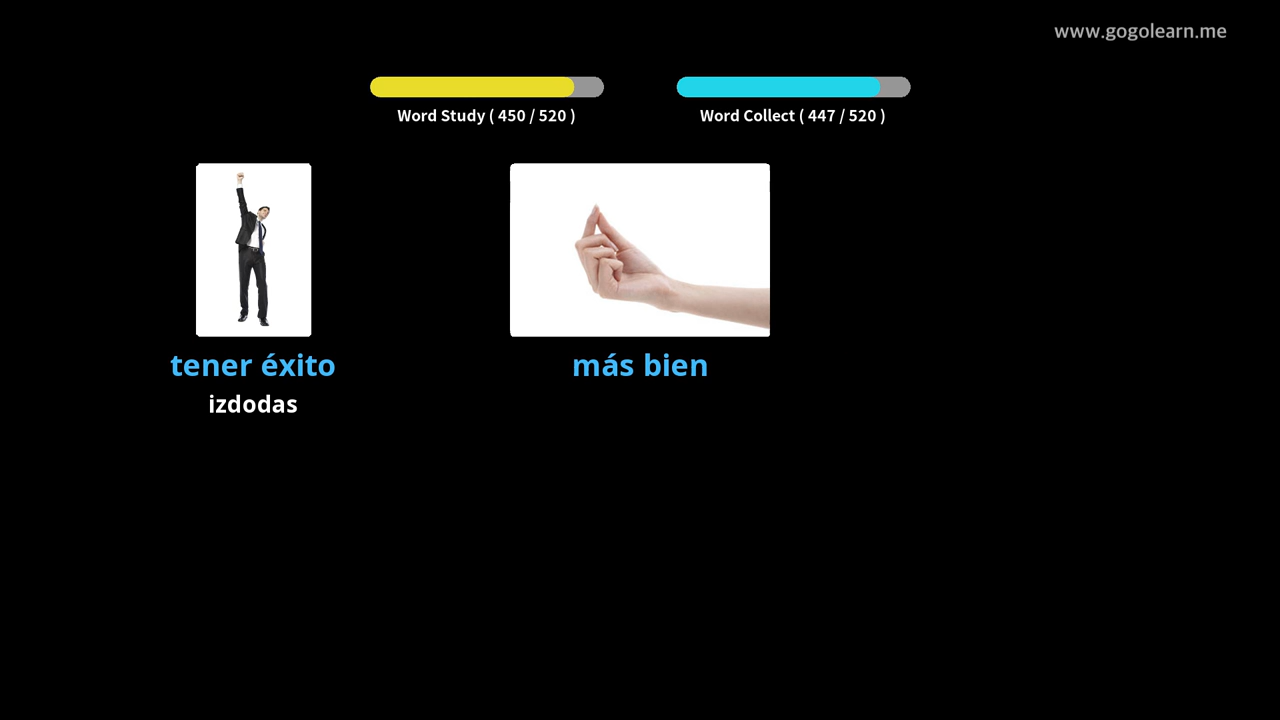 www.gogolearn.me
Word Study ( 450 / 520 )
Word Collect ( 447 / 520 )
tener éxito
izdodas
más bien